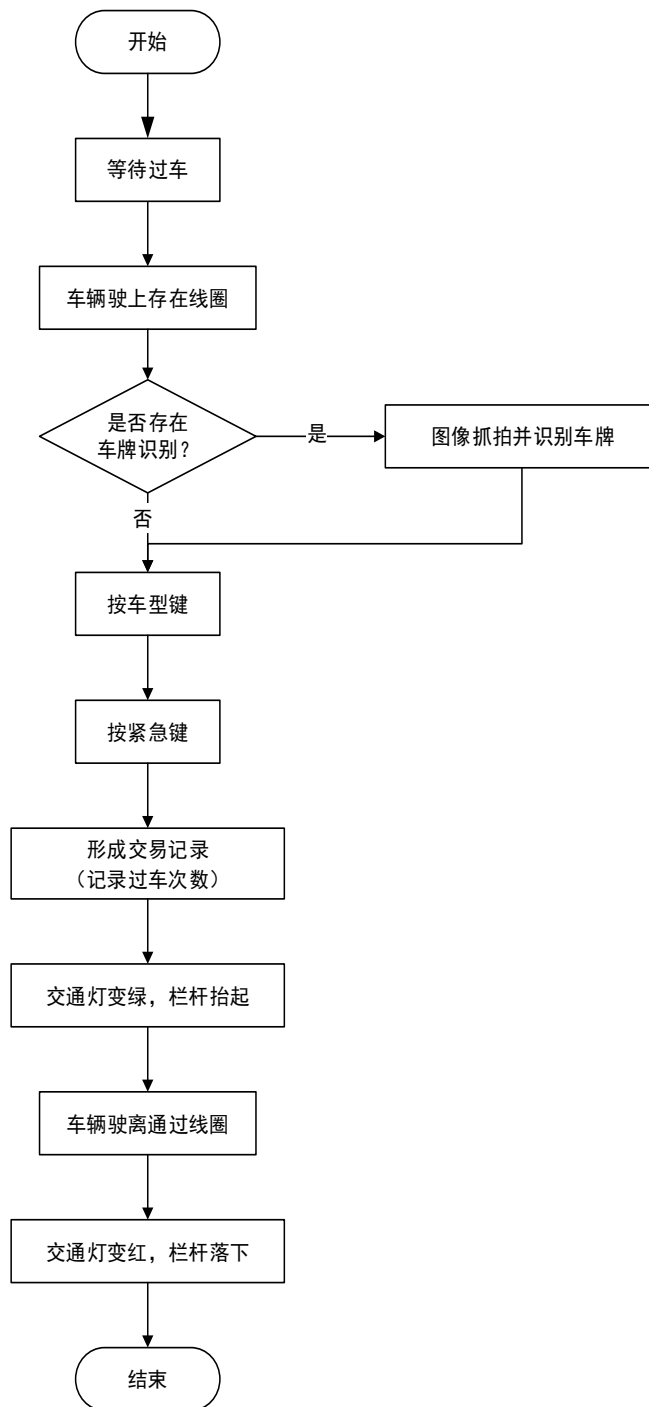 开始
等待过车
车辆驶上存在线圈
是否存在
车牌识别？
是
图像抓拍并识别车牌
否
按车型键
按紧急键
形成交易记录
（记录过车次数）
交通灯变绿，栏杆抬起
车辆驶离通过线圈
交通灯变红，栏杆落下
结束